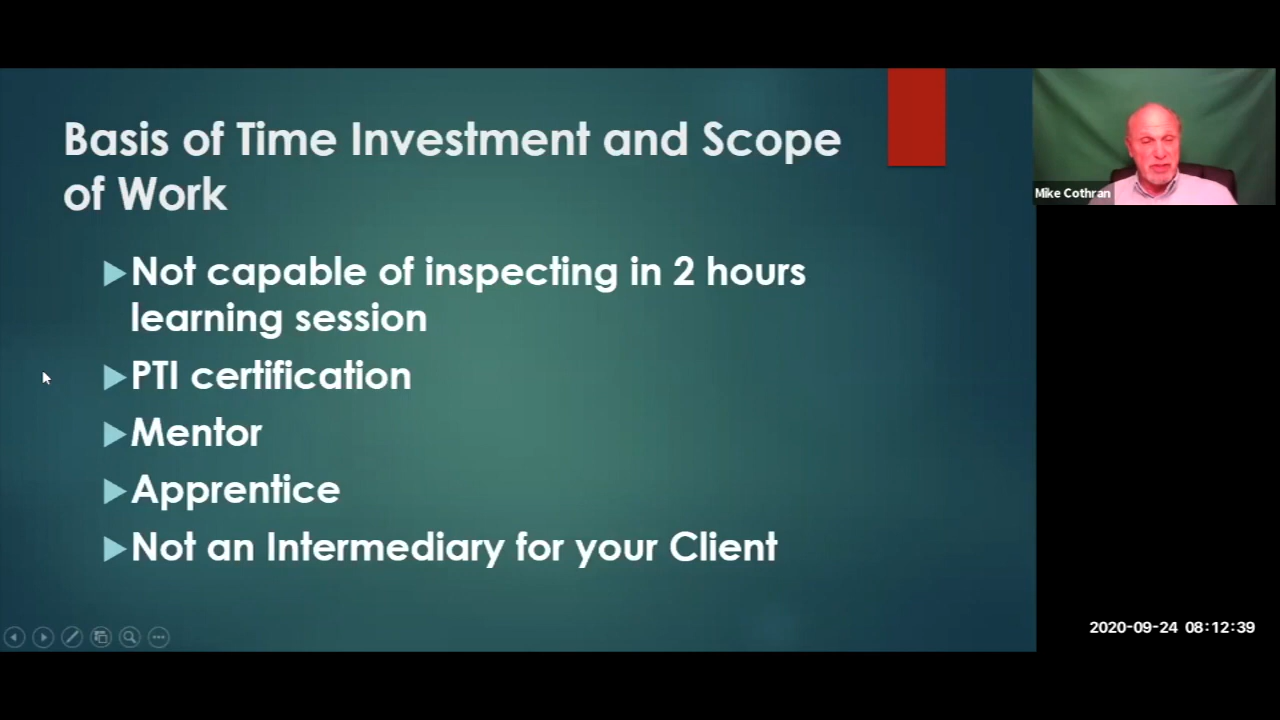 Basis of Time Investment and Scope
of Work
Not capable of inspecting in 2 hours
learning session
PTI certification
Mentor
Apprentice
Not an Intermediary for your Client
Mike Cothran
2020-09-24 08:12:39